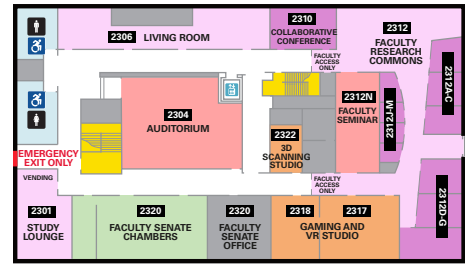 2310
2306 LIVING ROOM
COLLABORATIVE
CONFERENCE
2312
FACULTY
RESEARCH
COMMONS
FACULTY
ACCESS
ONLY
2312A-C
2304
AUDITORIUM
2312N
FACULTY
SEMINAR
2312J-M
2322
3D
SCANNING
STUDIO
EMERGENCY
EXIT ONLY
VENDING
FACULTY
ACCESS
ONLY
2312D-G
2301
STUDY
LOUNGE
2320
FACULTY SENATE
CHAMBERS
2320
FACULTY
SENATE
OFFICE
2318
2317
GAMING AND
VR STUDIO